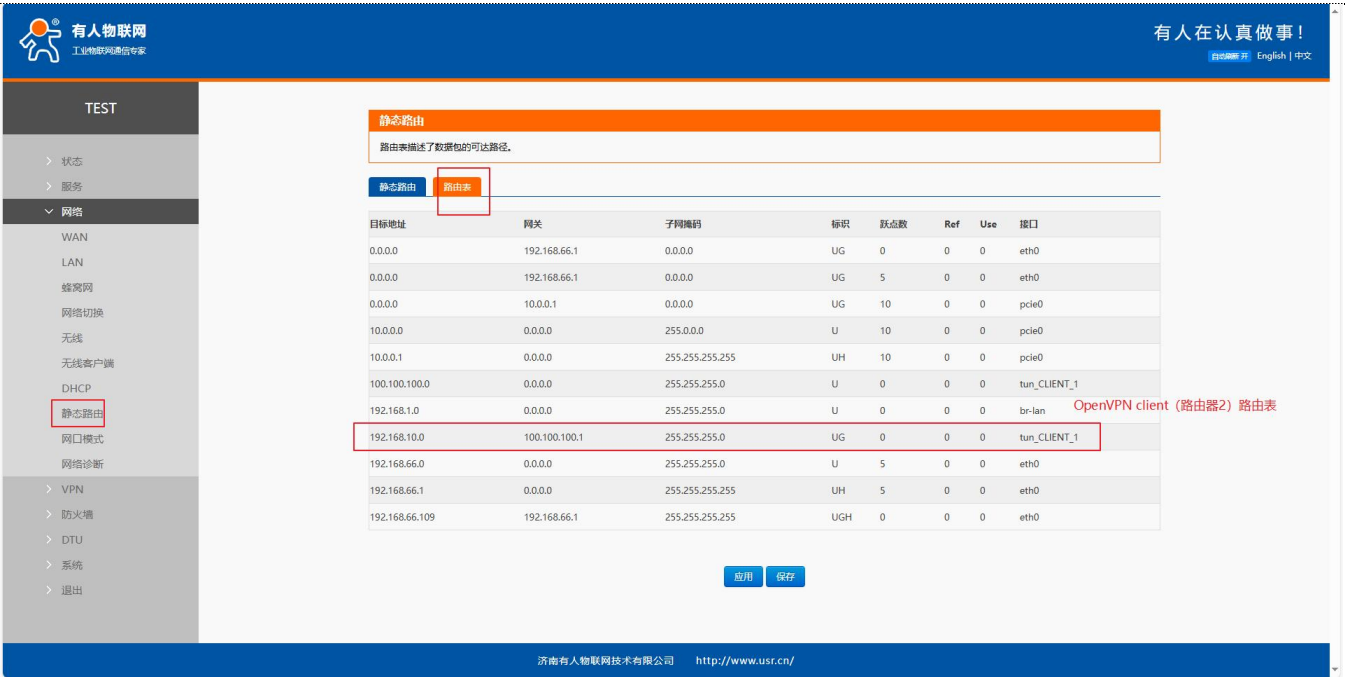 有人物联网
工业物联网通信专家
有人在认真做事！
自动刷新 开 English | 中文
TEST
状态
服务
网络
WAN
LAN
蜂窝网
网络切换
无线
无线客户端
DHCP
静态路由
网口模式
网络诊断
VPN
防火墙
DTU
系统
退出
静态路由
路由表描述了数据包的可达路径。
静态路由 路由表
目标地址 网关 子网掩码 标识 跃点数 Ref Use 接口
0.0.0.0 192.168.66.1 0.0.0.0 UG 0 0 0 eth0
0.0.0.0 192.168.66.1 0.0.0.0 UG 5 0 0 eth0
0.0.0.0 10.0.0.1 0.0.0.0 UG 10 0 0 pcie0
10.0.0.0 0.0.0.0 255.0.0.0 U 10 0 0 pcie0
10.0.0.1 0.0.0.0 255.255.255.255 UH 10 0 0 pcie0
100.100.100.0 0.0.0.0 255.255.255.0 U 0 0 0 tun_CLIENT_1
192.168.1.0 0.0.0.0 255.255.255.0 U 0 0 0 br-lan
OpenVPN client（路由器2）路由表
192.168.10.0 100.100.100.1 255.255.255.0 UG 0 0 0 tun_CLIENT_1
192.168.66.0 0.0.0.0 255.255.255.0 U 5 0 0 eth0
192.168.66.1 0.0.0.0 255.255.255.255 UH 5 0 0 eth0
192.168.66.109 192.168.66.1 255.255.255.255 UGH 0 0 0 eth0
应用 保存
济南有人物联网技术有限公司 http://www.usr.cn/